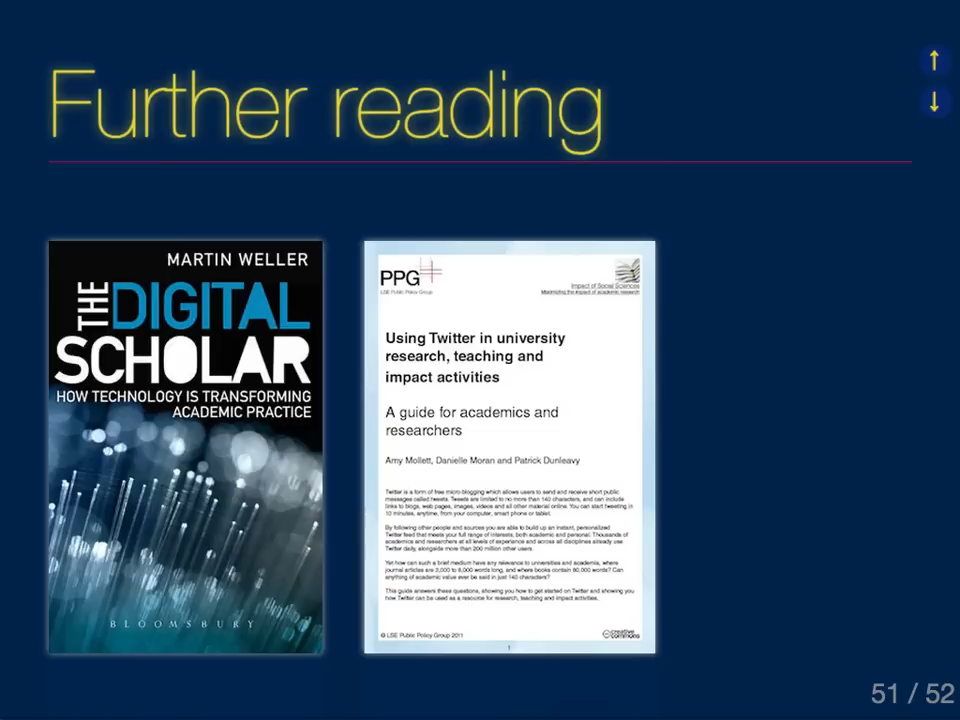 Further reading
↑
↓
MARTIN WELLER
THE DIGITAL
SCHOLAR
HOW TECHNOLOGY IS TRANSFORMING
ACADEMIC PRACTICE
BLOOMSBURY
PPG
LSE Public Policy Group
Impact of Social Sciences
Maximizing the impact of academic research
Using Twitter in university
research, teaching and
impact activities
A guide for academics and
researchers
Amy Mollett, Danielle Moran and Patrick Dunleavy
Twitter is a form of free micro-blogging which allows users to send and receive short public
messages called tweets. Tweets are limited to no more than 140 characters, and can include
links to blogs, web pages, images, videos and all other material online. You can start tweeting in
10 minutes, anytime, from your computer, smart phone or tablet.
By following other people and sources you are able to build up an instant, personalized
Twitter feed that meets your full range of interests, both academic and personal. Thousands of
academics and researchers at all levels of experience and across all disciplines already use
Twitter daily, alongside more than 200 million other users.
Yet how can such a brief medium have any relevance to universities and academia, where
journal articles are 3,000 to 8,000 words long, and where books contain 80,000 words? Can
anything of academic value ever be said in just 140 characters?
This guide answers these questions, showing you how to get started on Twitter and showing you
how Twitter can be used as a resource for research, teaching and impact activities.
© LSE Public Policy Group 2011
creative
commons
1
51 / 52